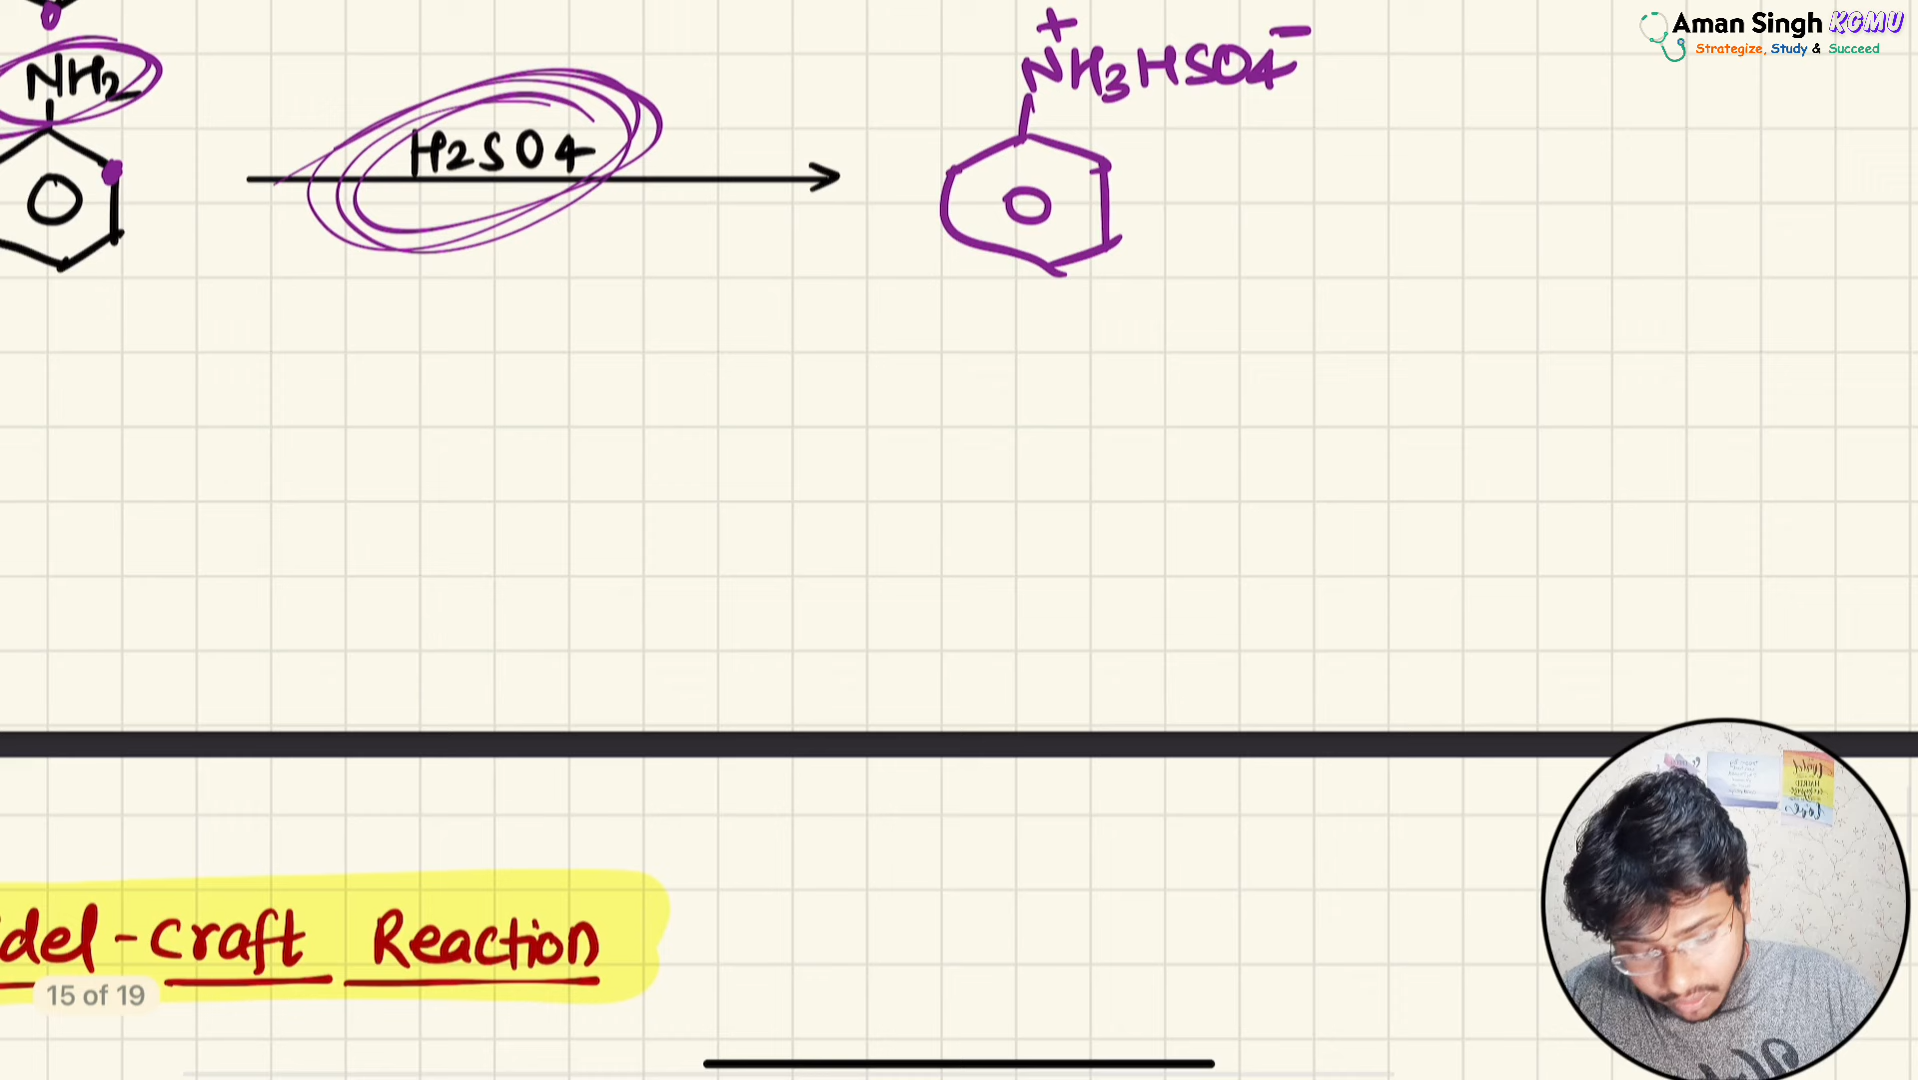 Aman Singh KGMU
Strategize, Study & Succeed
+
NH3HSO4-
NH2
H2SO4
del-craft Reaction
15 of 19